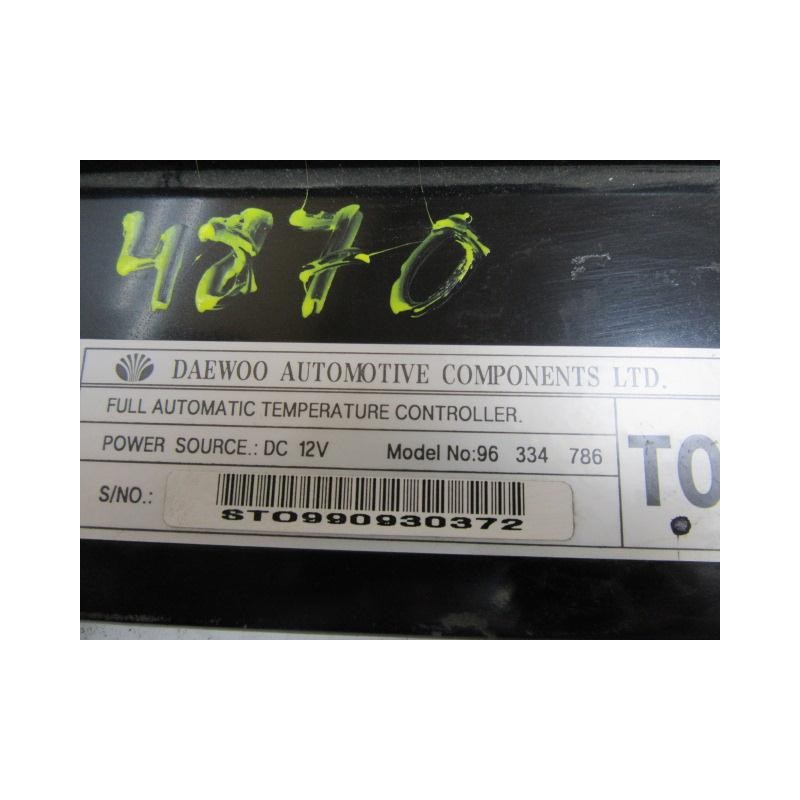 4870
DAEWOO AUTOMOTIVE COMPONENTS LTD.
FULL AUTOMATIC TEMPERATURE CONTROLLER.
POWER SOURCE.: DC 12V Model No:96 334 786
TO
S/NO.:
STO990930372